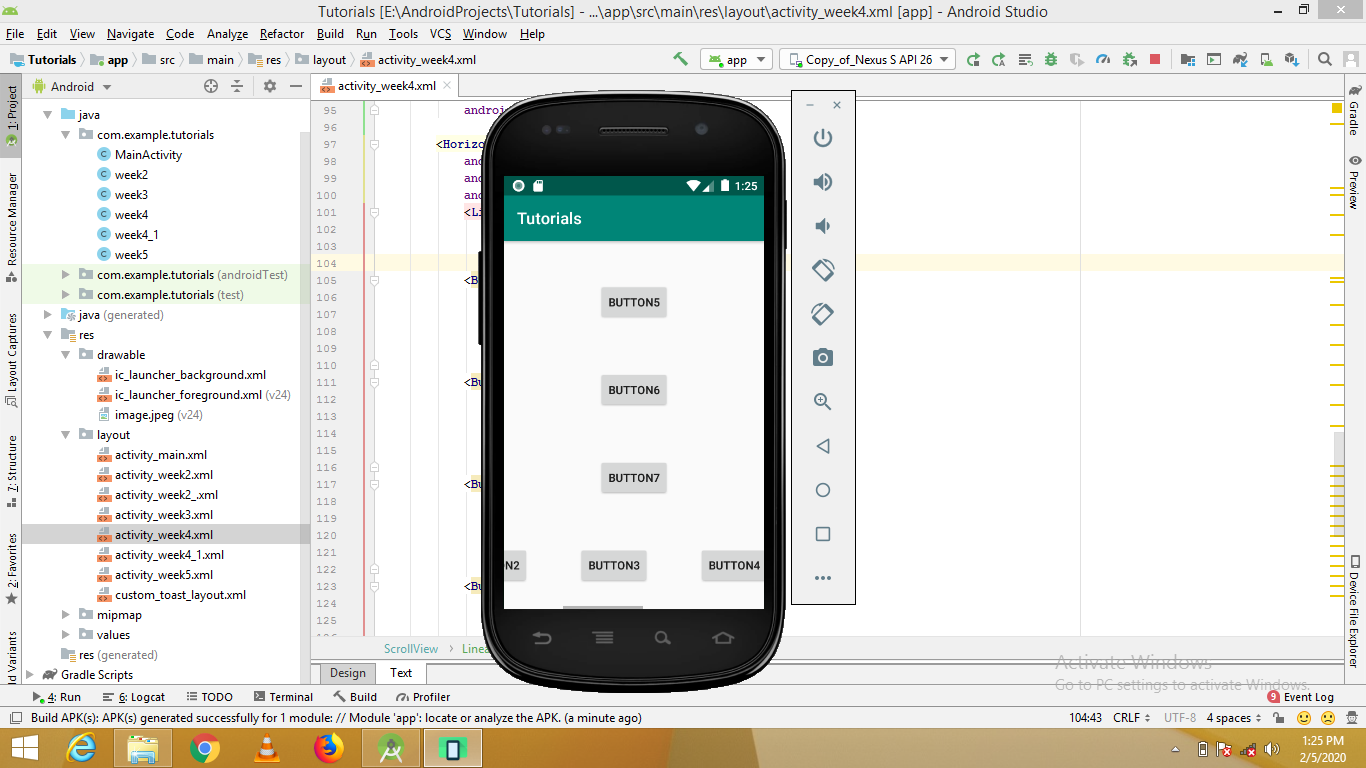 Tutorials [E:\AndroidProjects\Tutorials] - ...\app\src\main\res\layout\activity_week4.xml [app] - Android Studio
File Edit View Navigate Code Analyze Refactor Build Run Tools VCS Window Help
Tutorials app src main res layout activity_week4.xml app Copy_of_Nexus S API 26
Android activity_week4.xml
1: Project
Resource Manager
Layout Captures
7: Structure
2: Favorites
ld Variants
java
com.example.tutorials
MainActivity
week2
week3
week4
week4_1
week5
com.example.tutorials (androidTest)
com.example.tutorials (test)
java (generated)
res
drawable
ic_launcher_background.xml
ic_launcher_foreground.xml (v24)
image.jpeg (v24)
layout
activity_main.xml
activity_week2.xml
activity_week2_.xml
activity_week3.xml
activity_week4.xml
activity_week4_1.xml
activity_week5.xml
custom_toast_layout.xml
mipmap
values
res (generated)
Gradle Scripts
95 andro
96
97 <Horizo
98 an
99 an
100 an
101 <Li
102
103
104
105 <B
106
107
108
109
110
111 <Bu
112
113
114
115
116
117 <Bu
118
119
120
121
122
123 <Bu
124
1:25
Tutorials
BUTTON5
BUTTON6
BUTTON7
N2 BUTTON3 BUTTON4
Gradle
Preview
Device File Explorer
ScrollView › Linea
Design Text
Activate Windows
Go to PC settings to activate Windows.
4: Run 6: Logcat TODO Terminal Build Profiler 9 Event Log
Build APK(s): APK(s) generated successfully for 1 module: // Module 'app': locate or analyze the APK. (a minute ago) 104:43 CRLF UTF-8 4 spaces
1:25 PM
2/5/2020